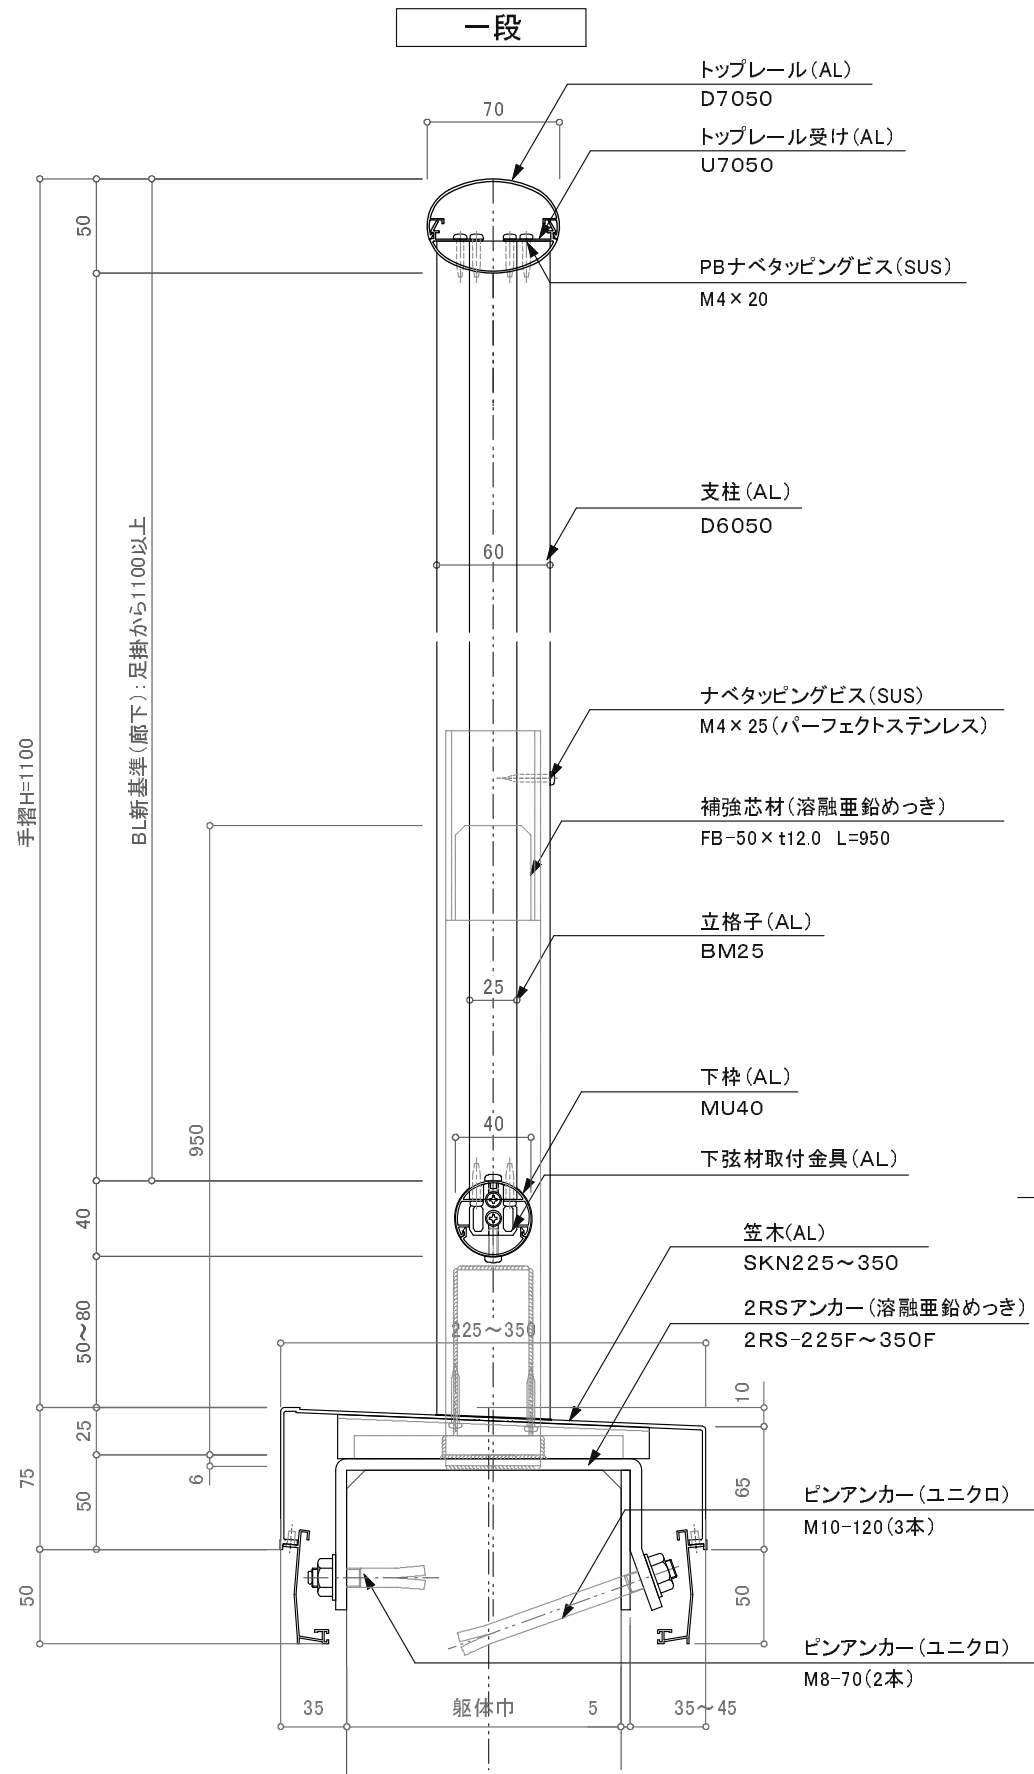 一段
トップレール(AL)
D7050
70
トップレール受け(AL)
U7050
50
PBナベタッピングビス(SUS)
M4×20
支柱(AL)
D6050
60
BL新基準(廊下):足掛から1100以上
手摺H=1100
ナベタッピングビス(SUS)
M4×25(パーフェクトステンレス)
補強芯材(溶融亜鉛めっき)
FB-50×t12.0 L=950
立格子(AL)
BM25
25
下枠(AL)
MU40
40
950
下弦材取付金具(AL)
40
笠木(AL)
SKN225~350
2RSアンカー(溶融亜鉛めっき)
2RS-225F~350F
50~80
225~350
10
25
75
6
50
65
ピンアンカー(ユニクロ)
M10-120(3本)
50
50
ピンアンカー(ユニクロ)
M8-70(2本)
35
躯体巾
5
35~45